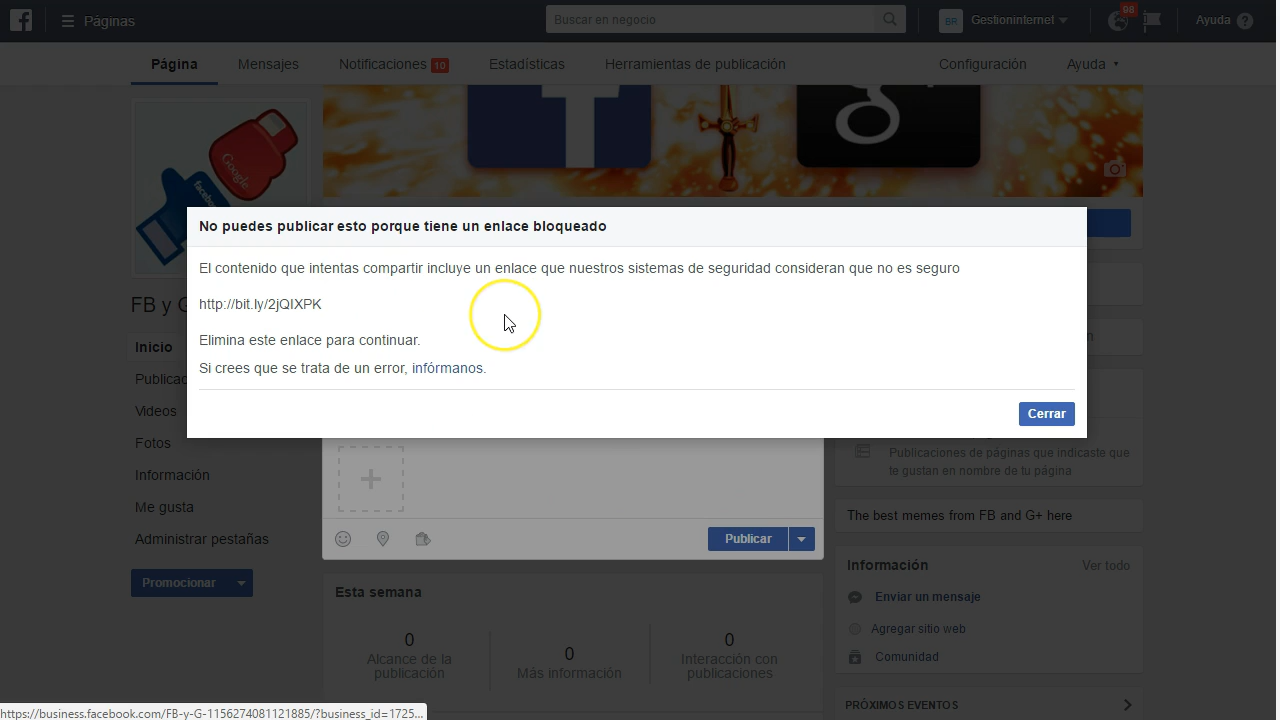 Páginas
Buscar en negocio
BR
Gestioninternet
98
Ayuda
Página
Mensajes
Notificaciones 10
Estadísticas
Herramientas de publicación
Configuración
Ayuda
Google
facebook
No puedes publicar esto porque tiene un enlace bloqueado
El contenido que intentas compartir incluye un enlace que nuestros sistemas de seguridad consideran que no es seguro
http://bit.ly/2jQIXPK
Elimina este enlace para continuar.
Si crees que se trata de un error, infórmanos.
Cerrar
FB y G
Inicio
Videos
Fotos
Información
Me gusta
Administrar pestañas
Promocionar
Publicar
Esta semana
0
Alcance de la
publicación
0
Más información
0
Interacción con
publicaciones
Publicaciones de páginas que indicaste que
te gustan en nombre de tu página
The best memes from FB and G+ here
Información
Ver todo
Enviar un mensaje
Agregar sitio web
Comunidad
PRÓXIMOS EVENTOS
https://business.facebook.com/FB-y-G-1156274081121885/?business_id=1725...